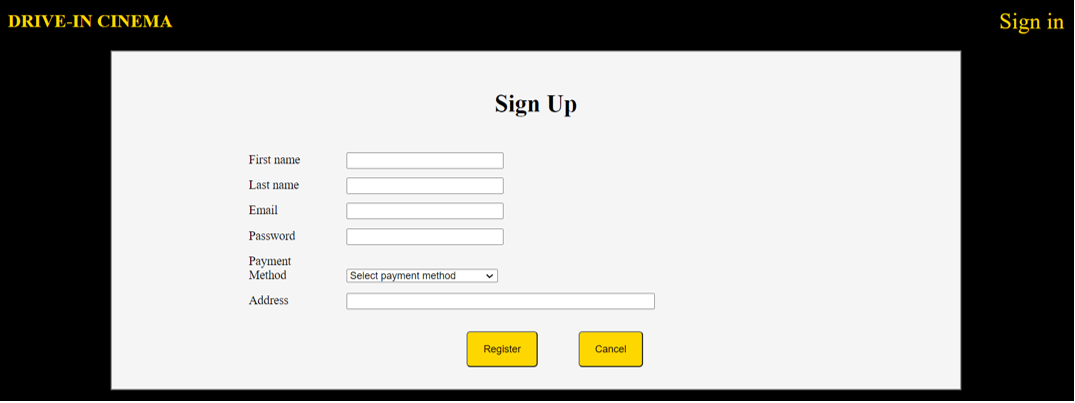 DRIVE-IN CINEMA
Sign in
Sign Up
First name
Last name
Email
Password
Payment
Method
Select payment method
Address
Register
Cancel